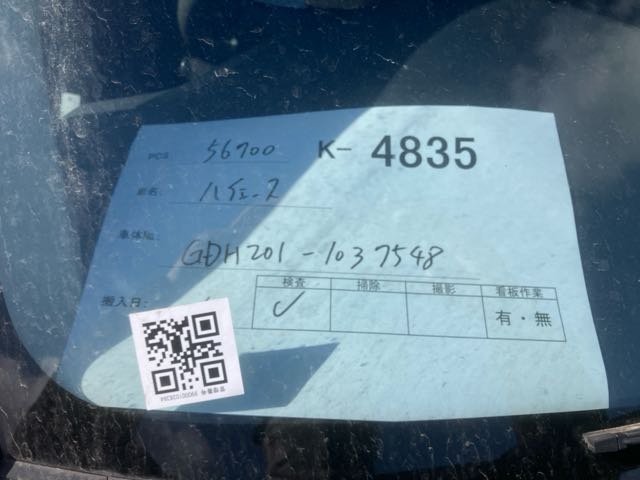 PCS 56700 K- 4835
車名: ハイエース
車体No. GDH201-1037548
搬入日:
検査 掃除 撮影 看板作業
✓ 有・無